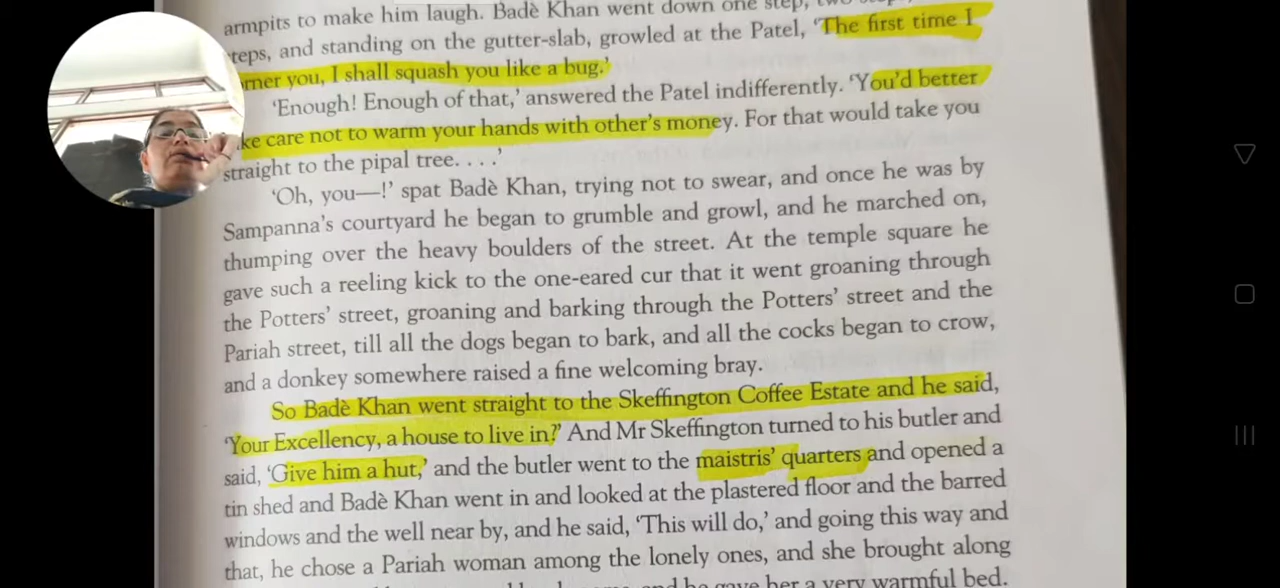 armpits to make him laugh. Badè Khan went down one step, two
and standing on the gutter-slab, growled at the Patel, 'The first time I
you, I shall squash you like a bug.'
'Enough! Enough of that,' answered the Patel indifferently. 'You'd better
care not to warm your hands with other's money. For that would take you
straight to the pipal tree. . . .'
'Oh, you—!' spat Badè Khan, trying not to swear, and once he was by
Sampanna's courtyard he began to grumble and growl, and he marched on,
thumping over the heavy boulders of the street. At the temple square he
gave such a reeling kick to the one-eared cur that it went groaning through
the Potters' street, groaning and barking through the Potters' street and the
Pariah street, till all the dogs began to bark, and all the cocks began to crow,
and a donkey somewhere raised a fine welcoming bray.
So Badè Khan went straight to the Skeffington Coffee Estate and he said,
'Your Excellency, a house to live in?' And Mr Skeffington turned to his butler and
said, 'Give him a hut,' and the butler went to the maistris' quarters and opened a
tin shed and Badè Khan went in and looked at the plastered floor and the barred
windows and the well near by, and he said, 'This will do,' and going this way and
that, he chose a Pariah woman among the lonely ones, and she brought along
and he gave her a very warmful bed.